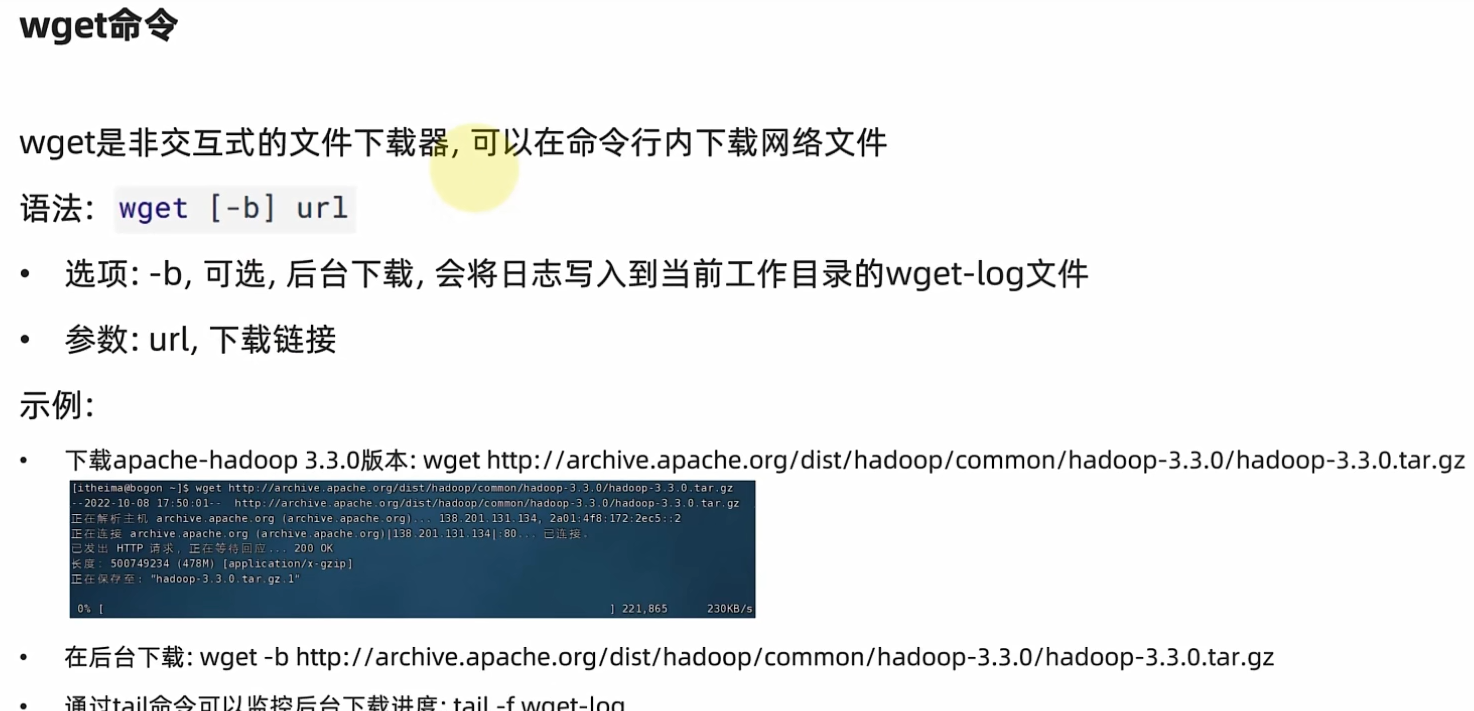 wget命令
wget是非交互式的文件下载器, 可以在命令行内下载网络文件
语法: wget [-b] url
• 选项: -b, 可选, 后台下载, 会将日志写入到当前工作目录的wget-log文件
• 参数: url, 下载链接
示例:
• 下载apache-hadoop 3.3.0版本: wget http://archive.apache.org/dist/hadoop/common/hadoop-3.3.0/hadoop-3.3.0.tar.gz
[itheima@bogon ~]$ wget http://archive.apache.org/dist/hadoop/common/hadoop-3.3.0/hadoop-3.3.0.tar.gz
--2022-10-08 17:50:01-- http://archive.apache.org/dist/hadoop/common/hadoop-3.3.0/hadoop-3.3.0.tar.gz
正在解析主机 archive.apache.org (archive.apache.org)... 138.201.131.134, 2a01:4f8:172:2ec5::2
正在连接 archive.apache.org (archive.apache.org)|138.201.131.134|:80... 已连接。
已发出 HTTP 请求, 正在等待回应... 200 OK
长度: 500749234 (478M) [application/x-gzip]
正在保存至: "hadoop-3.3.0.tar.gz.1"
0% [ ] 221,865 230KB/s
• 在后台下载: wget -b http://archive.apache.org/dist/hadoop/common/hadoop-3.3.0/hadoop-3.3.0.tar.gz
• 通过tail命令可以监控后台下载进度: tail -f wget-log